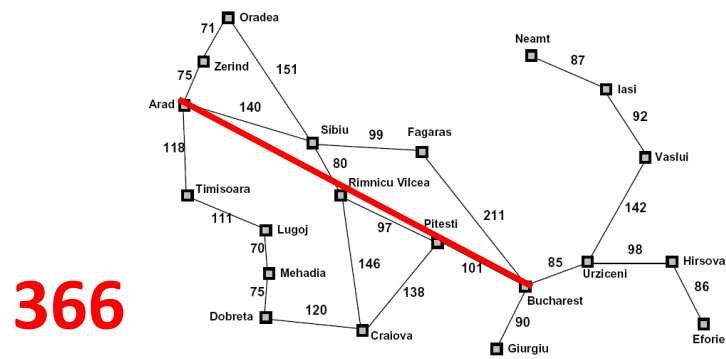 Oradea
71
Neamt
87
Zerind
151
75
Iasi
Arad
140
92
Sibiu
99
Fagaras
118
80
Vaslui
Rimnicu Vilcea
Timisoara
211
142
111
Lugoj
97
Pitesti
70
98
Hirsova
146
101
85
Urziceni
Mehadia
86
75
138
Bucharest
366
120
90
Dobreta
Craiova
Eforie
Giurgiu